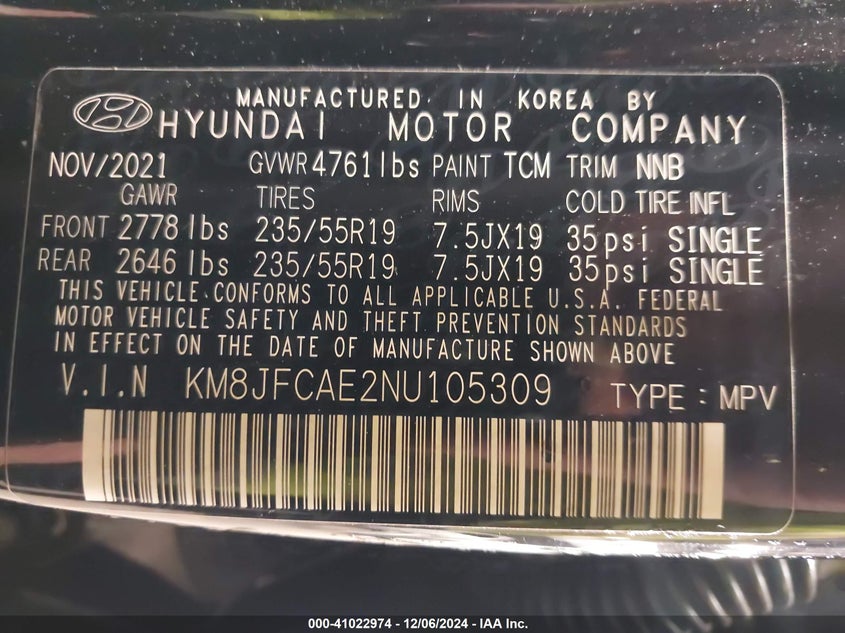 MANUFACTURED IN KOREA BY
HYUNDAI MOTOR COMPANY
NOV/2021 GVWR 4761 lbs PAINT TCM TRIM NNB
GAWR TIRES RIMS COLD TIRE INFL
FRONT 2778 lbs 235/55R19 7.5JX19 35psi SINGLE
REAR 2646 lbs 235/55R19 7.5JX19 35psi SINGLE
THIS VEHICLE CONFORMS TO ALL APPLICABLE U.S.A. FEDERAL
MOTOR VEHICLE SAFETY AND THEFT PREVENTION STANDARDS
IN EFFECT ON THE DATE OF MANUFACTURE SHOWN ABOVE
V.I.N KM8JFCAE2NU105309 TYPE : MPV
000-41022974 - 12/06/2024 - IAA Inc.